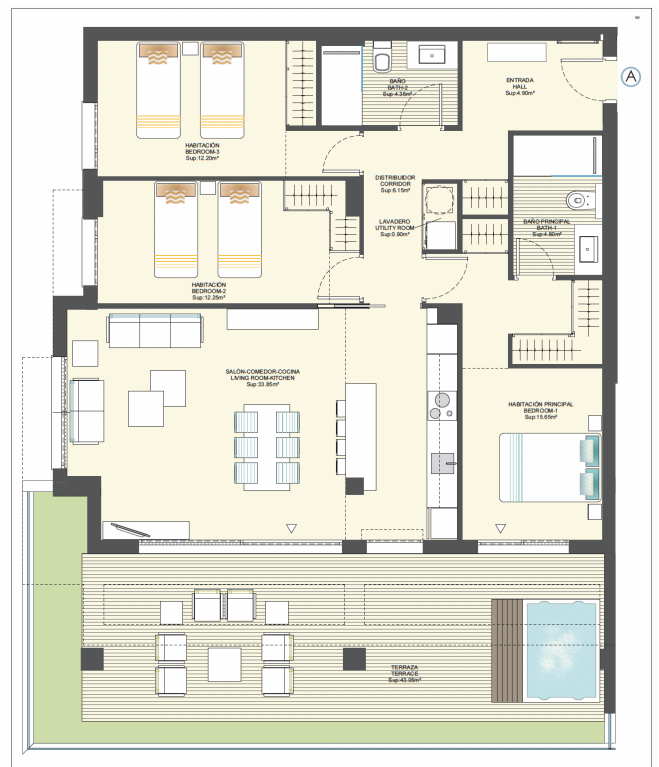 A
ENTRADA
HALL
Sup:4.90m²
BAÑO
BATH-2
Sup:4.35m²
HABITACIÓN
BEDROOM-3
Sup:12.20m²
DISTRIBUIDOR
CORRIDOR
Sup:6.15m²
LAVADERO
UTILITY ROOM
Sup:0.90m²
BAÑO PRINCIPAL
BATH-1
Sup:4.80m²
HABITACIÓN
BEDROOM-2
Sup:12.25m²
SALÓN-COMEDOR-COCINA
LIVING ROOM-KITCHEN
Sup:33.85m²
HABITACIÓN PRINCIPAL
BEDROOM-1
Sup:15.65m²
TERRAZA
TERRACE
Sup:43.05m²